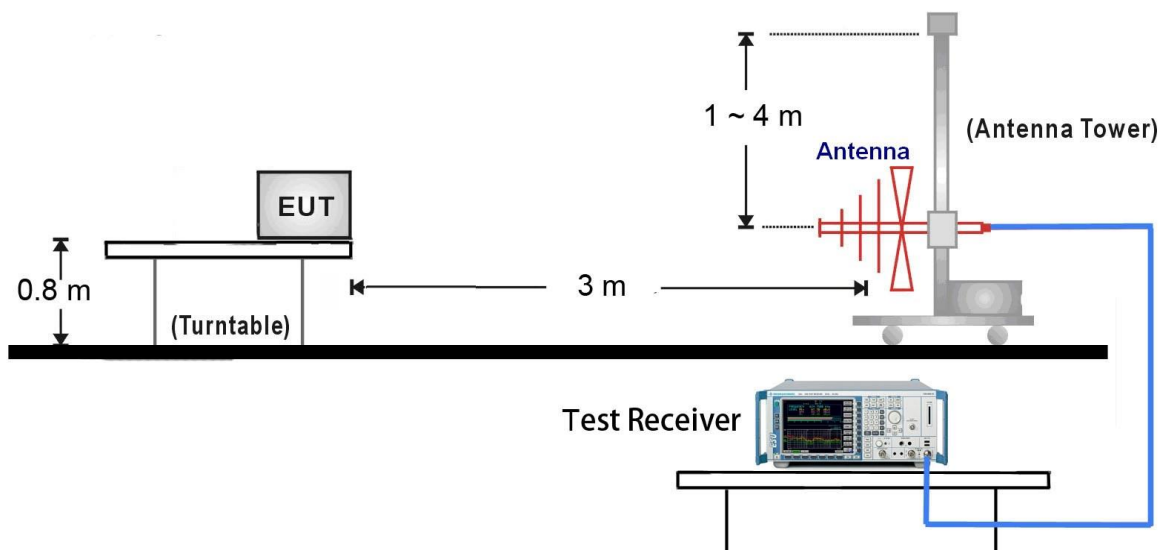 1 ~ 4 m
(Antenna Tower)
Antenna
EUT
0.8 m
3 m
(Turntable)
Test Receiver